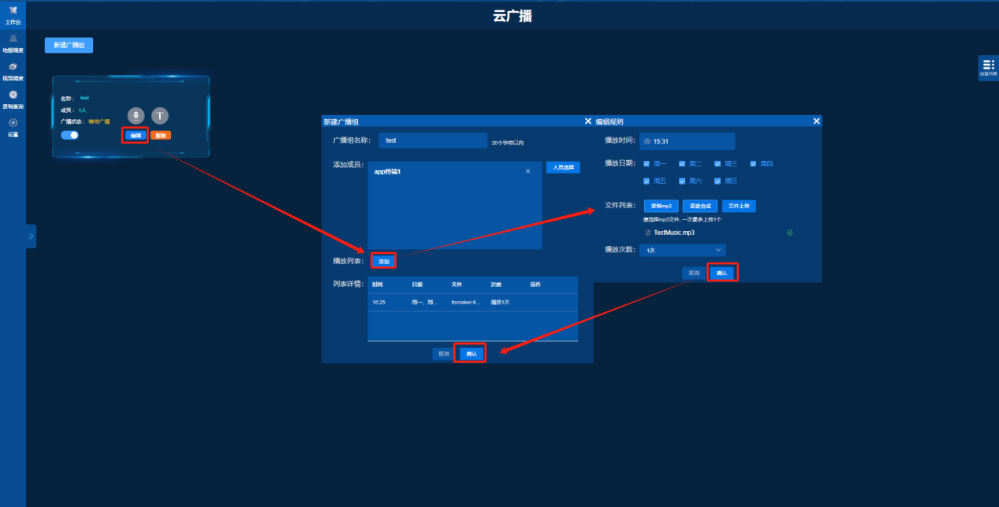 云广播
工作台
地图调度
视频调度
录制查询
设置
新建广播组
线路列表
名称： test
成员： 1人
广播状态： 等待广播
T
编辑 解散
新建广播组
广播组名称： test 20个字符以内
添加成员： app终端1 人员选择
播放列表： 添加
列表详情： 时间 日期 文件 次数 操作
15:25 周一、周... ttsmaker-fi... 播放1次
取消 确认
编辑规则
播放时间： 15:31
播放日期： 周一 周二 周三 周四
周五 周六 周日
文件列表： 录制mp3 语音合成 文件上传
请选择mp3文件, 一次最多上传1个
TestMusic.mp3
播放次数： 1次
取消 确认